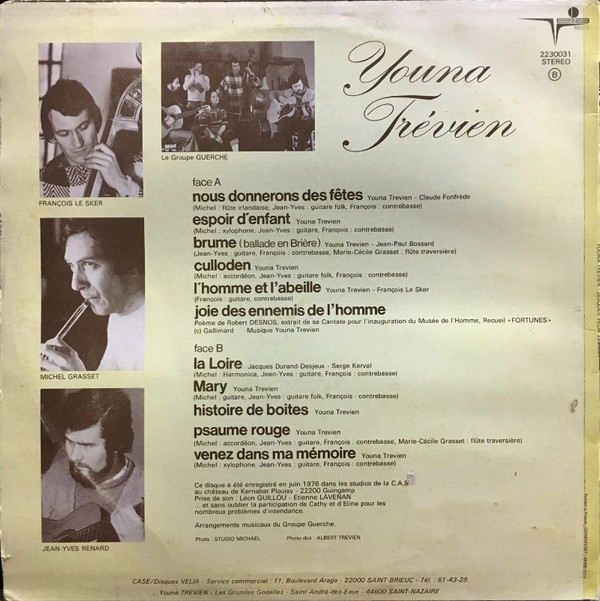 2230031
STEREO
B
Youna
Trévien
Le Groupe GUERCHE
FRANÇOIS LE SKER
MICHEL GRASSET
JEAN-YVES RENARD
face A
nous donnerons des fêtes Youna Trevien - Claude Fonfrède
(Michel : flûte irlandaise, Jean-Yves : guitare folk, François : contrebasse)
espoir d'enfant Youna Trevien
(Michel : xylophone, Jean-Yves : guitare, François : contrebasse)
brume (ballade en Brière) Youna Trevien - Jean-Paul Bossard
(Jean-Yves : guitare, François : contrebasse, Marie-Cécile Grasset : flûte traversière)
culloden Youna Trevien
(Michel : accordéon, Jean-Yves : guitare folk, François : contrebasse)
l'homme et l'abeille Youna Trevien - François Le Sker
(François : guitare, contrebasse)
joie des ennemis de l'homme
Poème de Robert DESNOS, extrait de sa Cantate pour l'inauguration du Musée de l'Homme, Recueil « FORTUNES »
(c) Gallimard Musique Youna Trevien
face B
la Loire Jacques Durand-Desjeux - Serge Kerval
(Michel : Harmonica, Jean-Yves : guitare, François : contrebasse)
Mary Youna Trevien
(Michel : guitare, Jean-Yves : guitare folk, François : contrebasse)
histoire de boites Youna Trevien
psaume rouge Youna Trevien
(Michel : accordéon, Jean-Yves : guitare, François : contrebasse, Marie-Cécile Grasset : flûte traversière)
venez dans ma mémoire Youna Trevien
(Michel : xylophone, Jean-Yves : guitare, François : contrebasse)
Ce disque a été enregistré en juin 1976 dans les studios de la C.A.S
au château de Kernabat Plouisy - 22200 Guingamp
Prise de son : Léon GUILLOU - Etienne LAVENAN
... et sans oublier la participation de Cathy et d'Eline pour les
nombreux problèmes d'intendance.
Arrangements musicaux du Groupe Guerche.
Photo : STUDIO MICHAEL Photo dist : ALBERT TREVIEN
CASE/Disques VELIA - Service commercial : 11, Boulevard Arago - 22000 SAINT-BRIEUC - Tél. : 61-43-29
Youna TREVIEN - Les Grandes Godelles - Saint-André-des-Eaux - 44600 SAINT-NAZAIRE